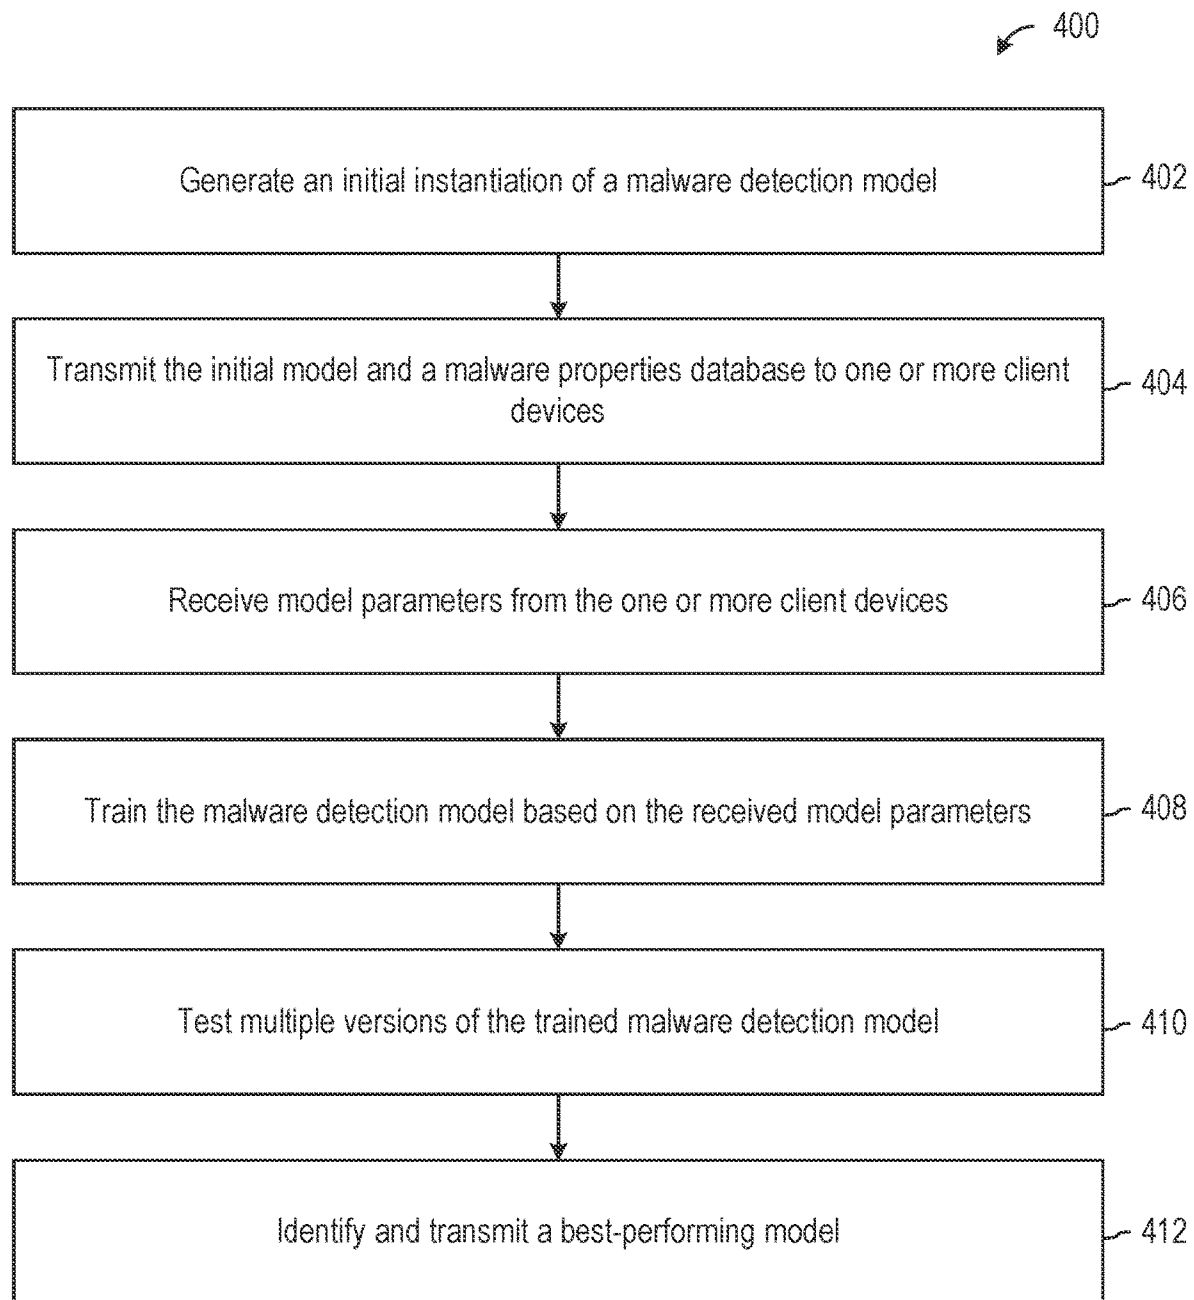 400
Generate an initial instantiation of a malware detection model
402
Transmit the initial model and a malware properties database to one or more client
devices
404
Receive model parameters from the one or more client devices
406
Train the malware detection model based on the received model parameters
408
Test multiple versions of the trained malware detection model
410
Identify and transmit a best-performing model
412